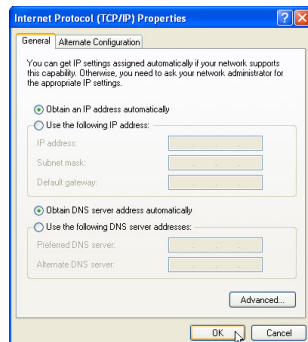 Internet Protocol (TCP/IP) Properties
General
Alternate Configuration
You can get IP settings assigned automatically if your network supports
this capability. Otherwise, you need to ask your network administrator for
the appropriate IP settings.
Obtain an IP address automatically
Use the following IP address:
IP address:
Subnet mask:
Default gateway:
Obtain DNS server address automatically
Use the following DNS server addresses:
Preferred DNS server:
Alternate DNS server:
Advanced...
OK
Cancel